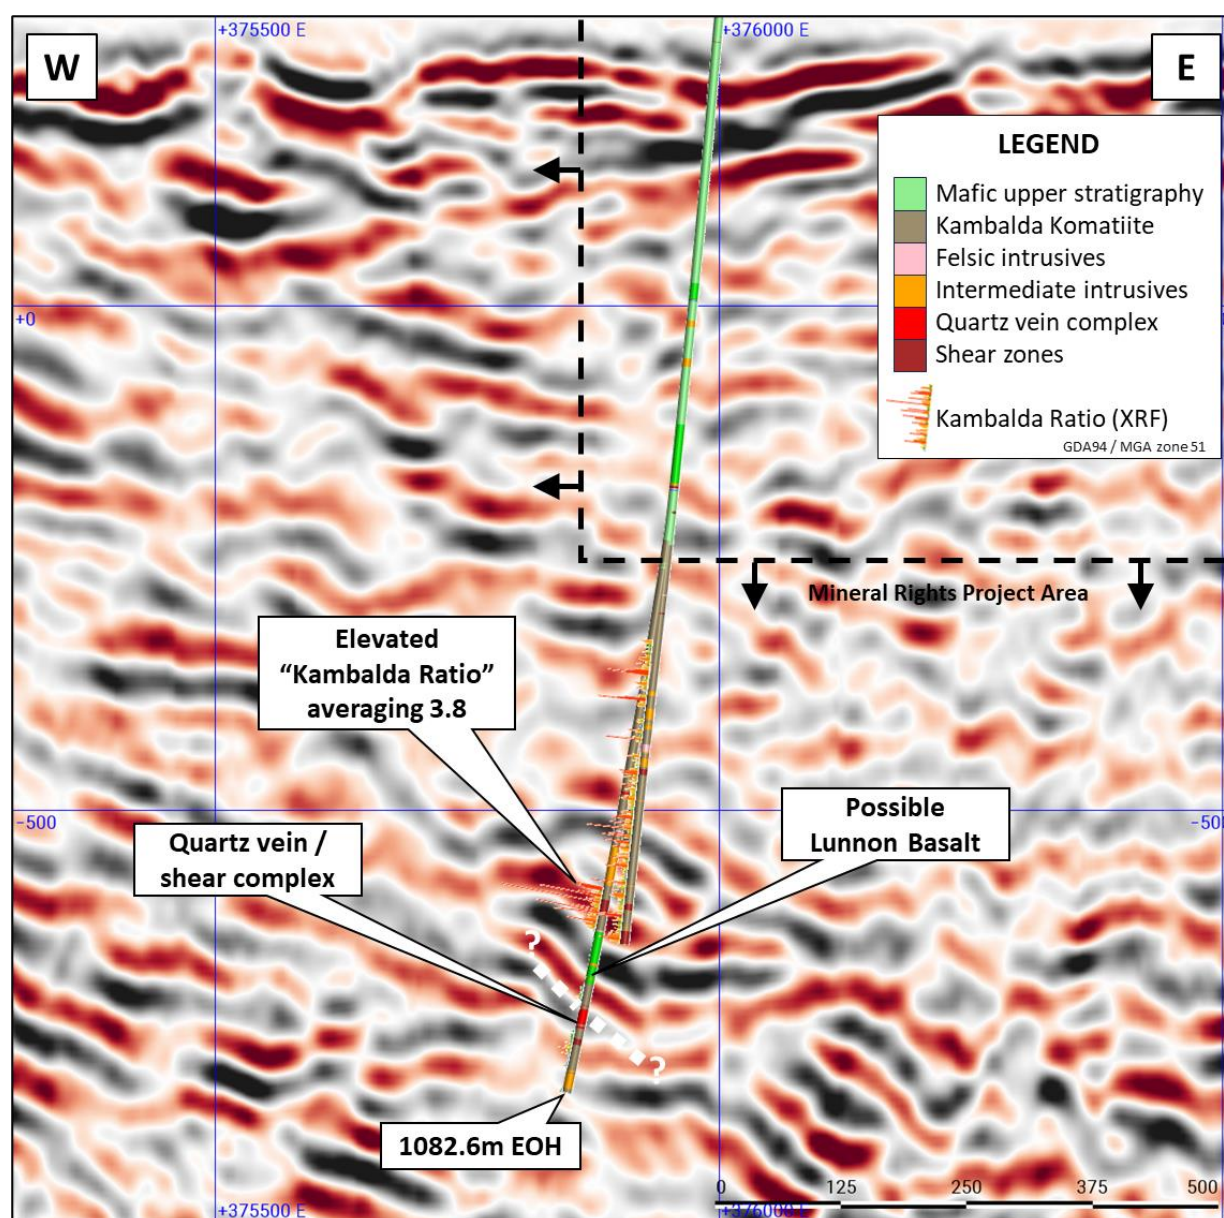 +375500 E
+376000 E
W
E
LEGEND
Mafic upper stratigraphy
Kambalda Komatiite
Felsic intrusives
Intermediate intrusives
Quartz vein complex
Shear zones
Kambalda Ratio (XRF)
GDA94 / MGA zone 51
+0
Mineral Rights Project Area
Elevated
“Kambalda Ratio”
averaging 3.8
Possible
Lunnon Basalt
-500
-50
Quartz vein /
shear complex
?
?
1082.6m EOH
0 125 250 375 500
+375500 E
+376000 E